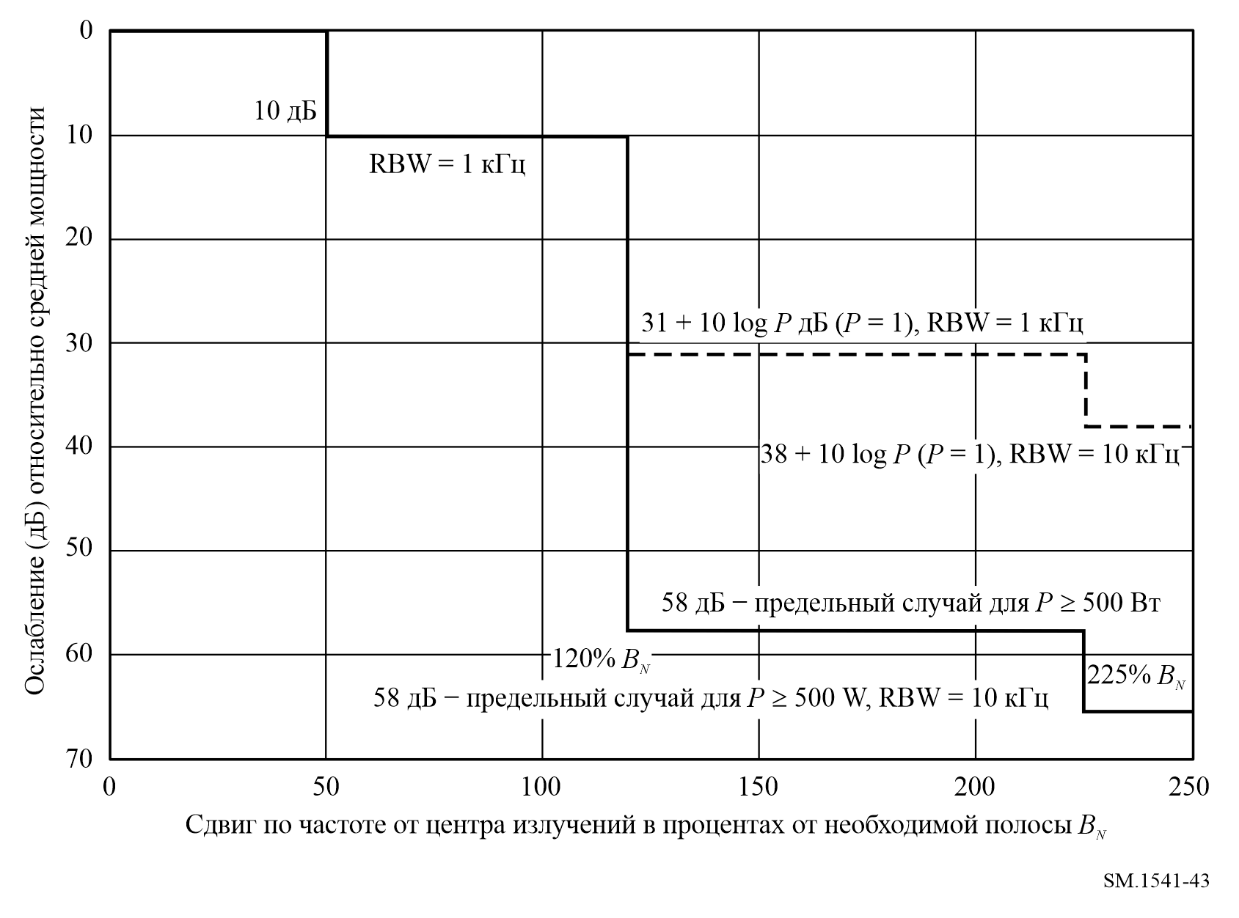 0
10
20
30
40
50
60
70
Ослабление (дБ) относительно средней мощности
10 дБ
RBW = 1 кГц
31 + 10 log P дБ (P = 1), RBW = 1 кГц
38 + 10 log P (P = 1), RBW = 10 кГц
58 дБ − предельный случай для P ≥ 500 Вт
120% BN
225% BN
58 дБ − предельный случай для P ≥ 500 W, RBW = 10 кГц
0 50 100 150 200 250
Сдвиг по частоте от центра излучений в процентах от необходимой полосы BN
SM.1541-43